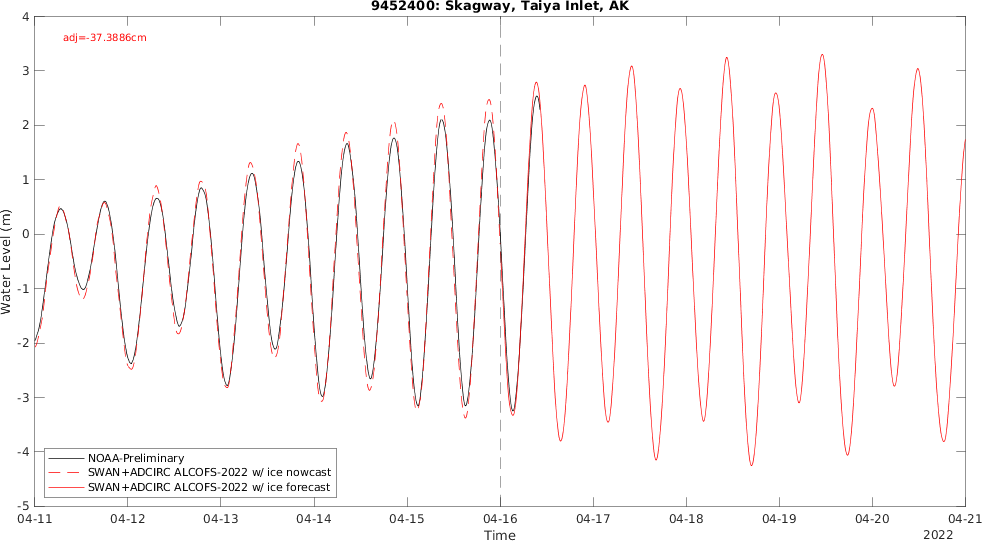 9452400: Skagway, Taiya Inlet, AK
adj=-37.3886cm
4
3
2
1
0
-1
-2
-3
-4
-5
Water Level (m)
NOAA-Preliminary
SWAN+ADCIRC ALCOFS-2022 w/ ice nowcast
SWAN+ADCIRC ALCOFS-2022 w/ ice forecast
04-11 04-12 04-13 04-14 04-15 04-16 04-17 04-18 04-19 04-20 04-21
Time
2022